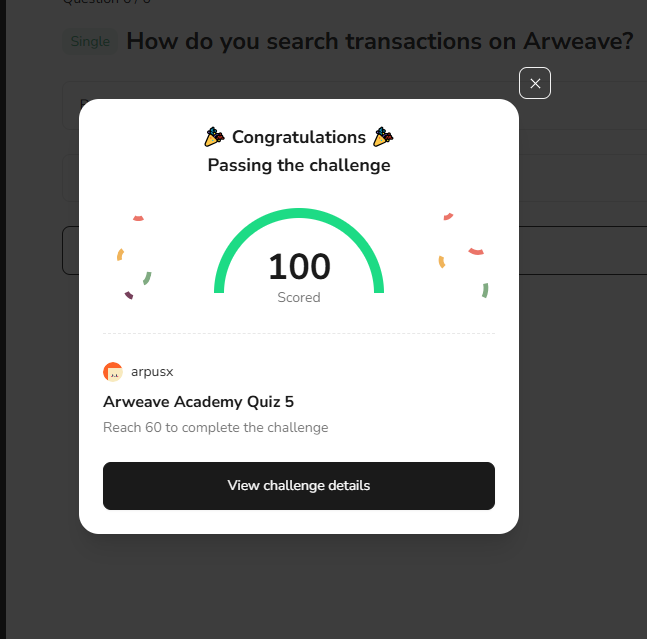 Single How do you search transactions on Arweave?
Congratulations
Passing the challenge
100
Scored
arpusx
Arweave Academy Quiz 5
Reach 60 to complete the challenge
View challenge details